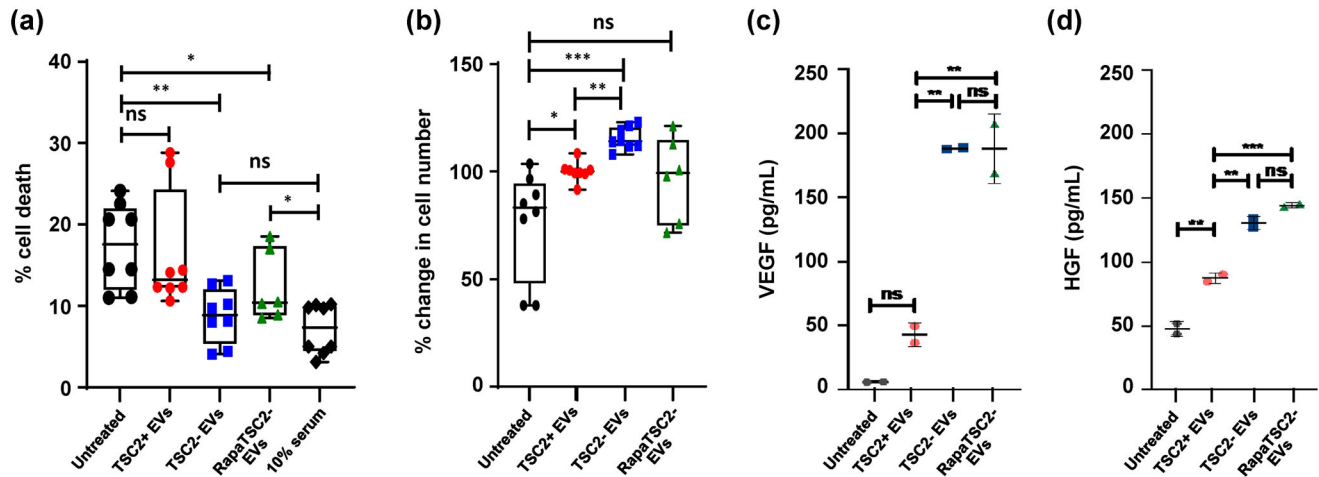 (a)
% cell death
40
30
20
10
0
*
**
ns
ns
*
Untreated
TSC2+ EVs
TSC2- EVs
RapaTSC2-
EVs
10% serum
(b)
% change in cell number
150
100
50
0
ns
***
**
*
Untreated
TSC2+ EVs
TSC2- EVs
RapaTSC2-
EVs
(c)
VEGF (pg/mL)
250
200
150
100
50
0
**
**
ns
ns
Untreated
TSC2+ EVs
TSC2- EVs
RapaTSC2-
EVs
(d)
HGF (pg/mL)
250
200
150
100
50
0
***
**
ns
**
Untreated
TSC2+ EVs
TSC2- EVs
RapaTSC2-
EVs